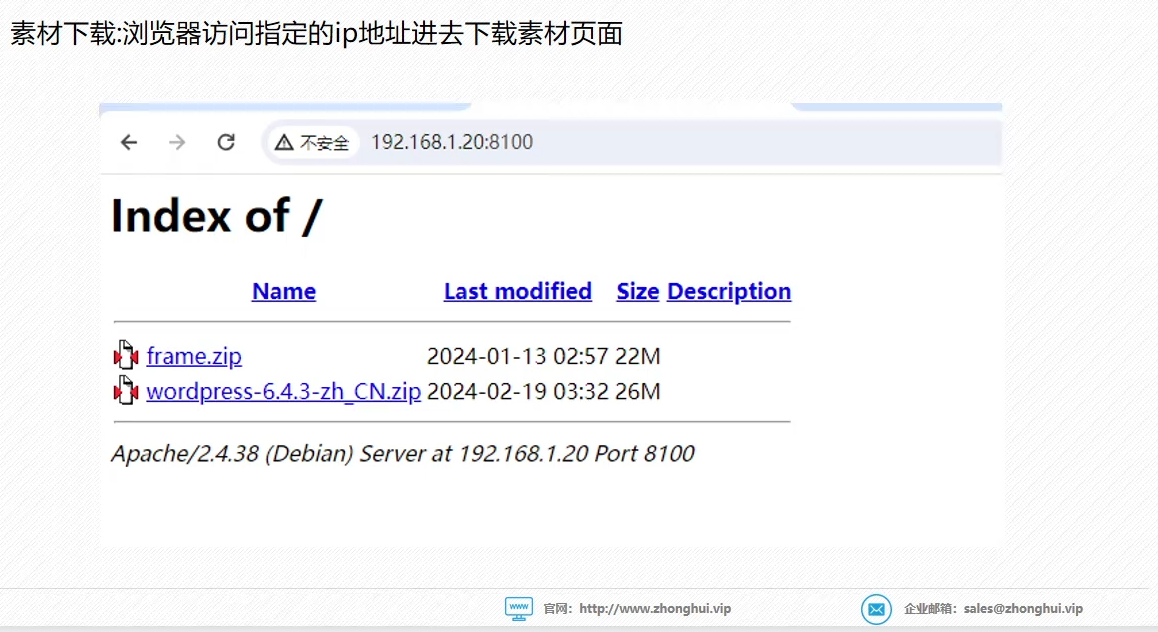 素材下载:浏览器访问指定的ip地址进去下载素材页面
不安全 192.168.1.20:8100
Index of /
Name Last modified Size Description
frame.zip 2024-01-13 02:57 22M
wordpress-6.4.3-zh_CN.zip 2024-02-19 03:32 26M
Apache/2.4.38 (Debian) Server at 192.168.1.20 Port 8100
www 官网：http://www.zhonghui.vip 企业邮箱：sales@zhonghui.vip